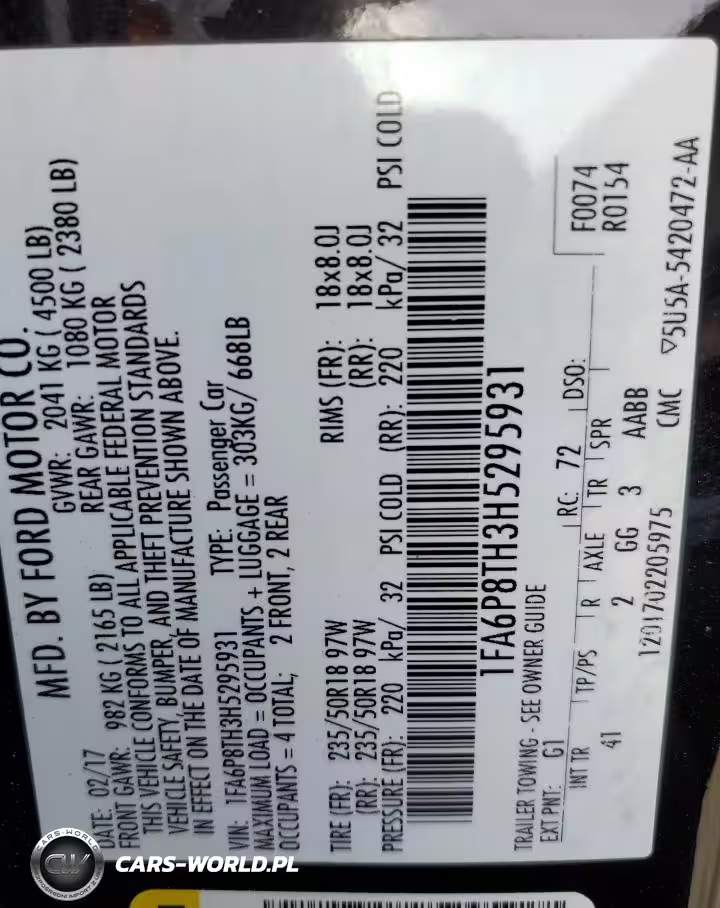 MFD. BY FORD MOTOR CO.
DATE: 02/17 GVWR: 2041 KG ( 4500 LB)
FRONT GAWR: 982 KG ( 2165 LB) REAR GAWR: 1080 KG ( 2380 LB)
THIS VEHICLE CONFORMS TO ALL APPLICABLE FEDERAL MOTOR
VEHICLE SAFETY, BUMPER, AND THEFT PREVENTION STANDARDS
IN EFFECT ON THE DATE OF MANUFACTURE SHOWN ABOVE.
VIN: 1FA6P8TH3H5295931 TYPE: Passenger Car
MAXIMUM LOAD = OCCUPANTS + LUGGAGE = 303KG/ 668LB
OCCUPANTS = 4 TOTAL; 2 FRONT, 2 REAR
TIRE (FR): 235/50R18 97W RIMS (FR): 18x8.0J
(RR): 235/50R18 97W (RR): 18x8.0J
PRESSURE (FR): 220 kPa/ 32 PSI COLD (RR): 220 kPa/ 32 PSI COLD
1FA6P8TH3H5295931
F0074
R0154
TRAILER TOWING - SEE OWNER GUIDE
EXT PNT: G1 RC: 72 DSO:
INT TR TP/PS R AXLE TR SPR
41 2 GG 3 AABB
1201702205975 CMC ▽5U5A-5420472-AA
CARS-WORLD
CW
CARS-WORLD.PL